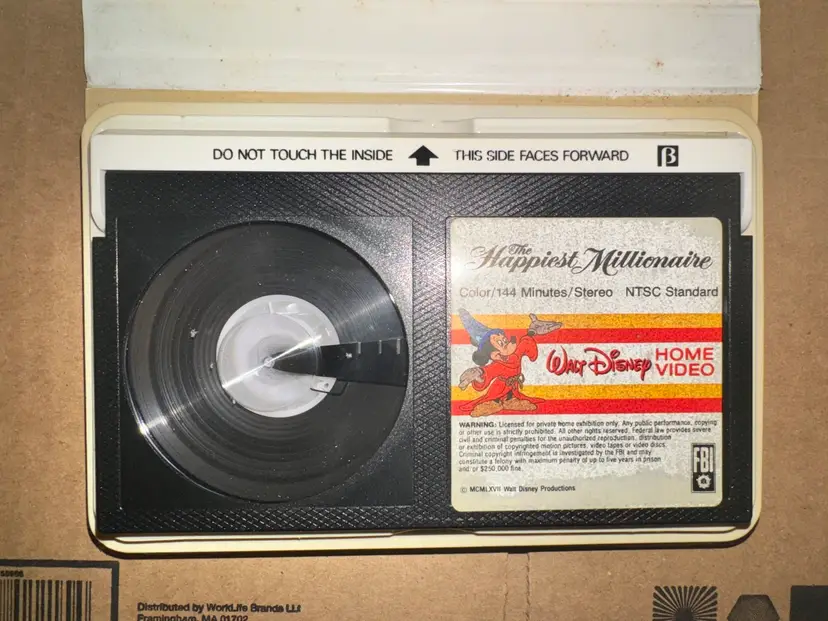 DO NOT TOUCH THE INSIDE THIS SIDE FACES FORWARD β
The
Happiest Millionaire
Color/144 Minutes/Stereo NTSC Standard
WALT DISNEY HOME
VIDEO
WARNING: Licensed for private home exhibition only. Any public performance, copying
or other use is strictly prohibited. All other rights reserved. Federal law provides severe
civil and criminal penalties for the unauthorized reproduction, distribution
or exhibition of copyrighted motion pictures, video tapes or video discs.
Criminal copyright infringement is investigated by the FBI and may
constitute a felony with maximum penalty of up to five years in prison
and or $250,000 fine.
FBI
© MCMLXVII Walt Disney Productions
Distributed by WorkLife Brands LLC
Framingham, MA 01702